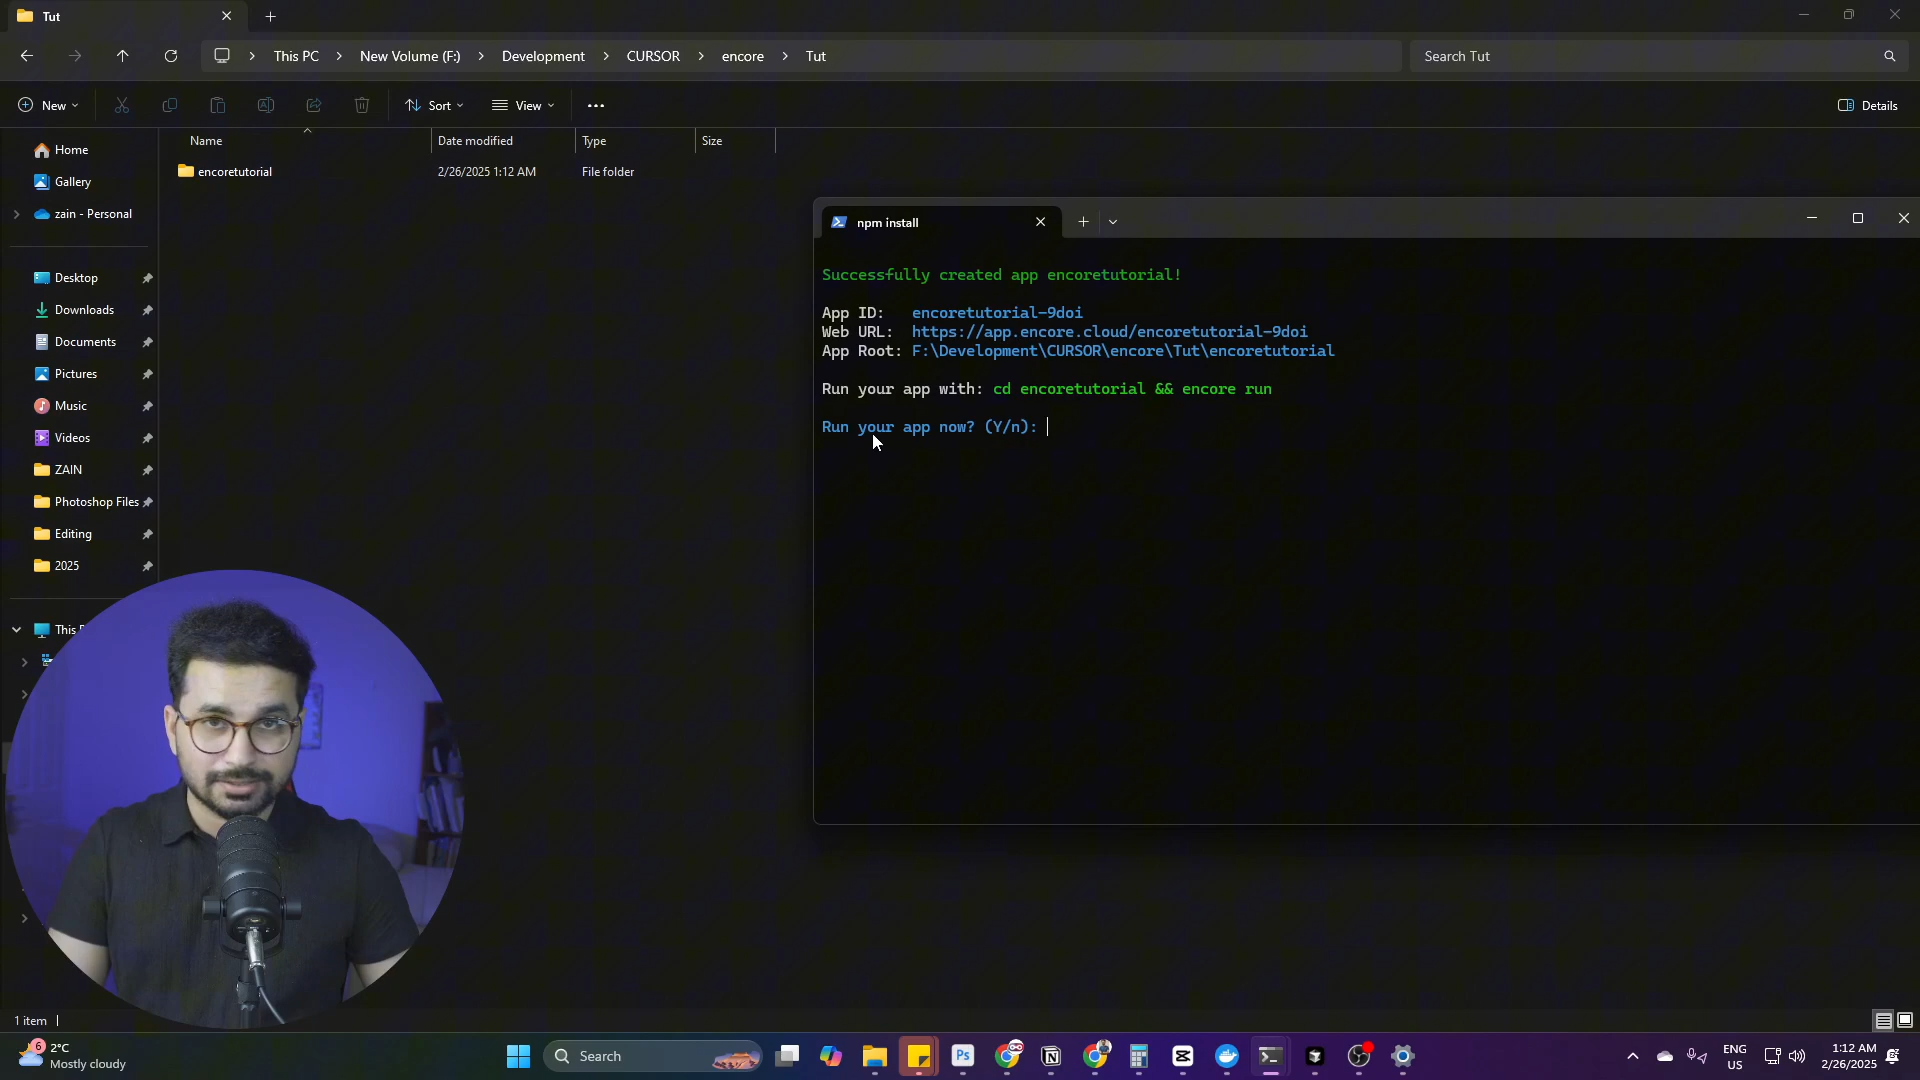 Tut
This PC
New Volume (F:)
Development
CURSOR
encore
Tut
Search Tut
New
Sort
View
Details
Name
Date modified
Type
Size
encoretutorial
2/26/2025 1:12 AM
File folder
Home
Gallery
zain - Personal
Desktop
Downloads
Documents
Pictures
Music
Videos
ZAIN
Photoshop Files
Editing
2025
This
npm install
Successfully created app encoretutorial!
App ID: encoretutorial-9doi
Web URL: https://app.encore.cloud/encoretutorial-9doi
App Root: F:\Development\CURSOR\encore\Tut\encoretutorial
Run your app with: cd encoretutorial && encore run
Run your app now? (Y/n):
1 item
6
2°C
Mostly cloudy
Search
Ps
ENG
US
1:12 AM
2/26/2025